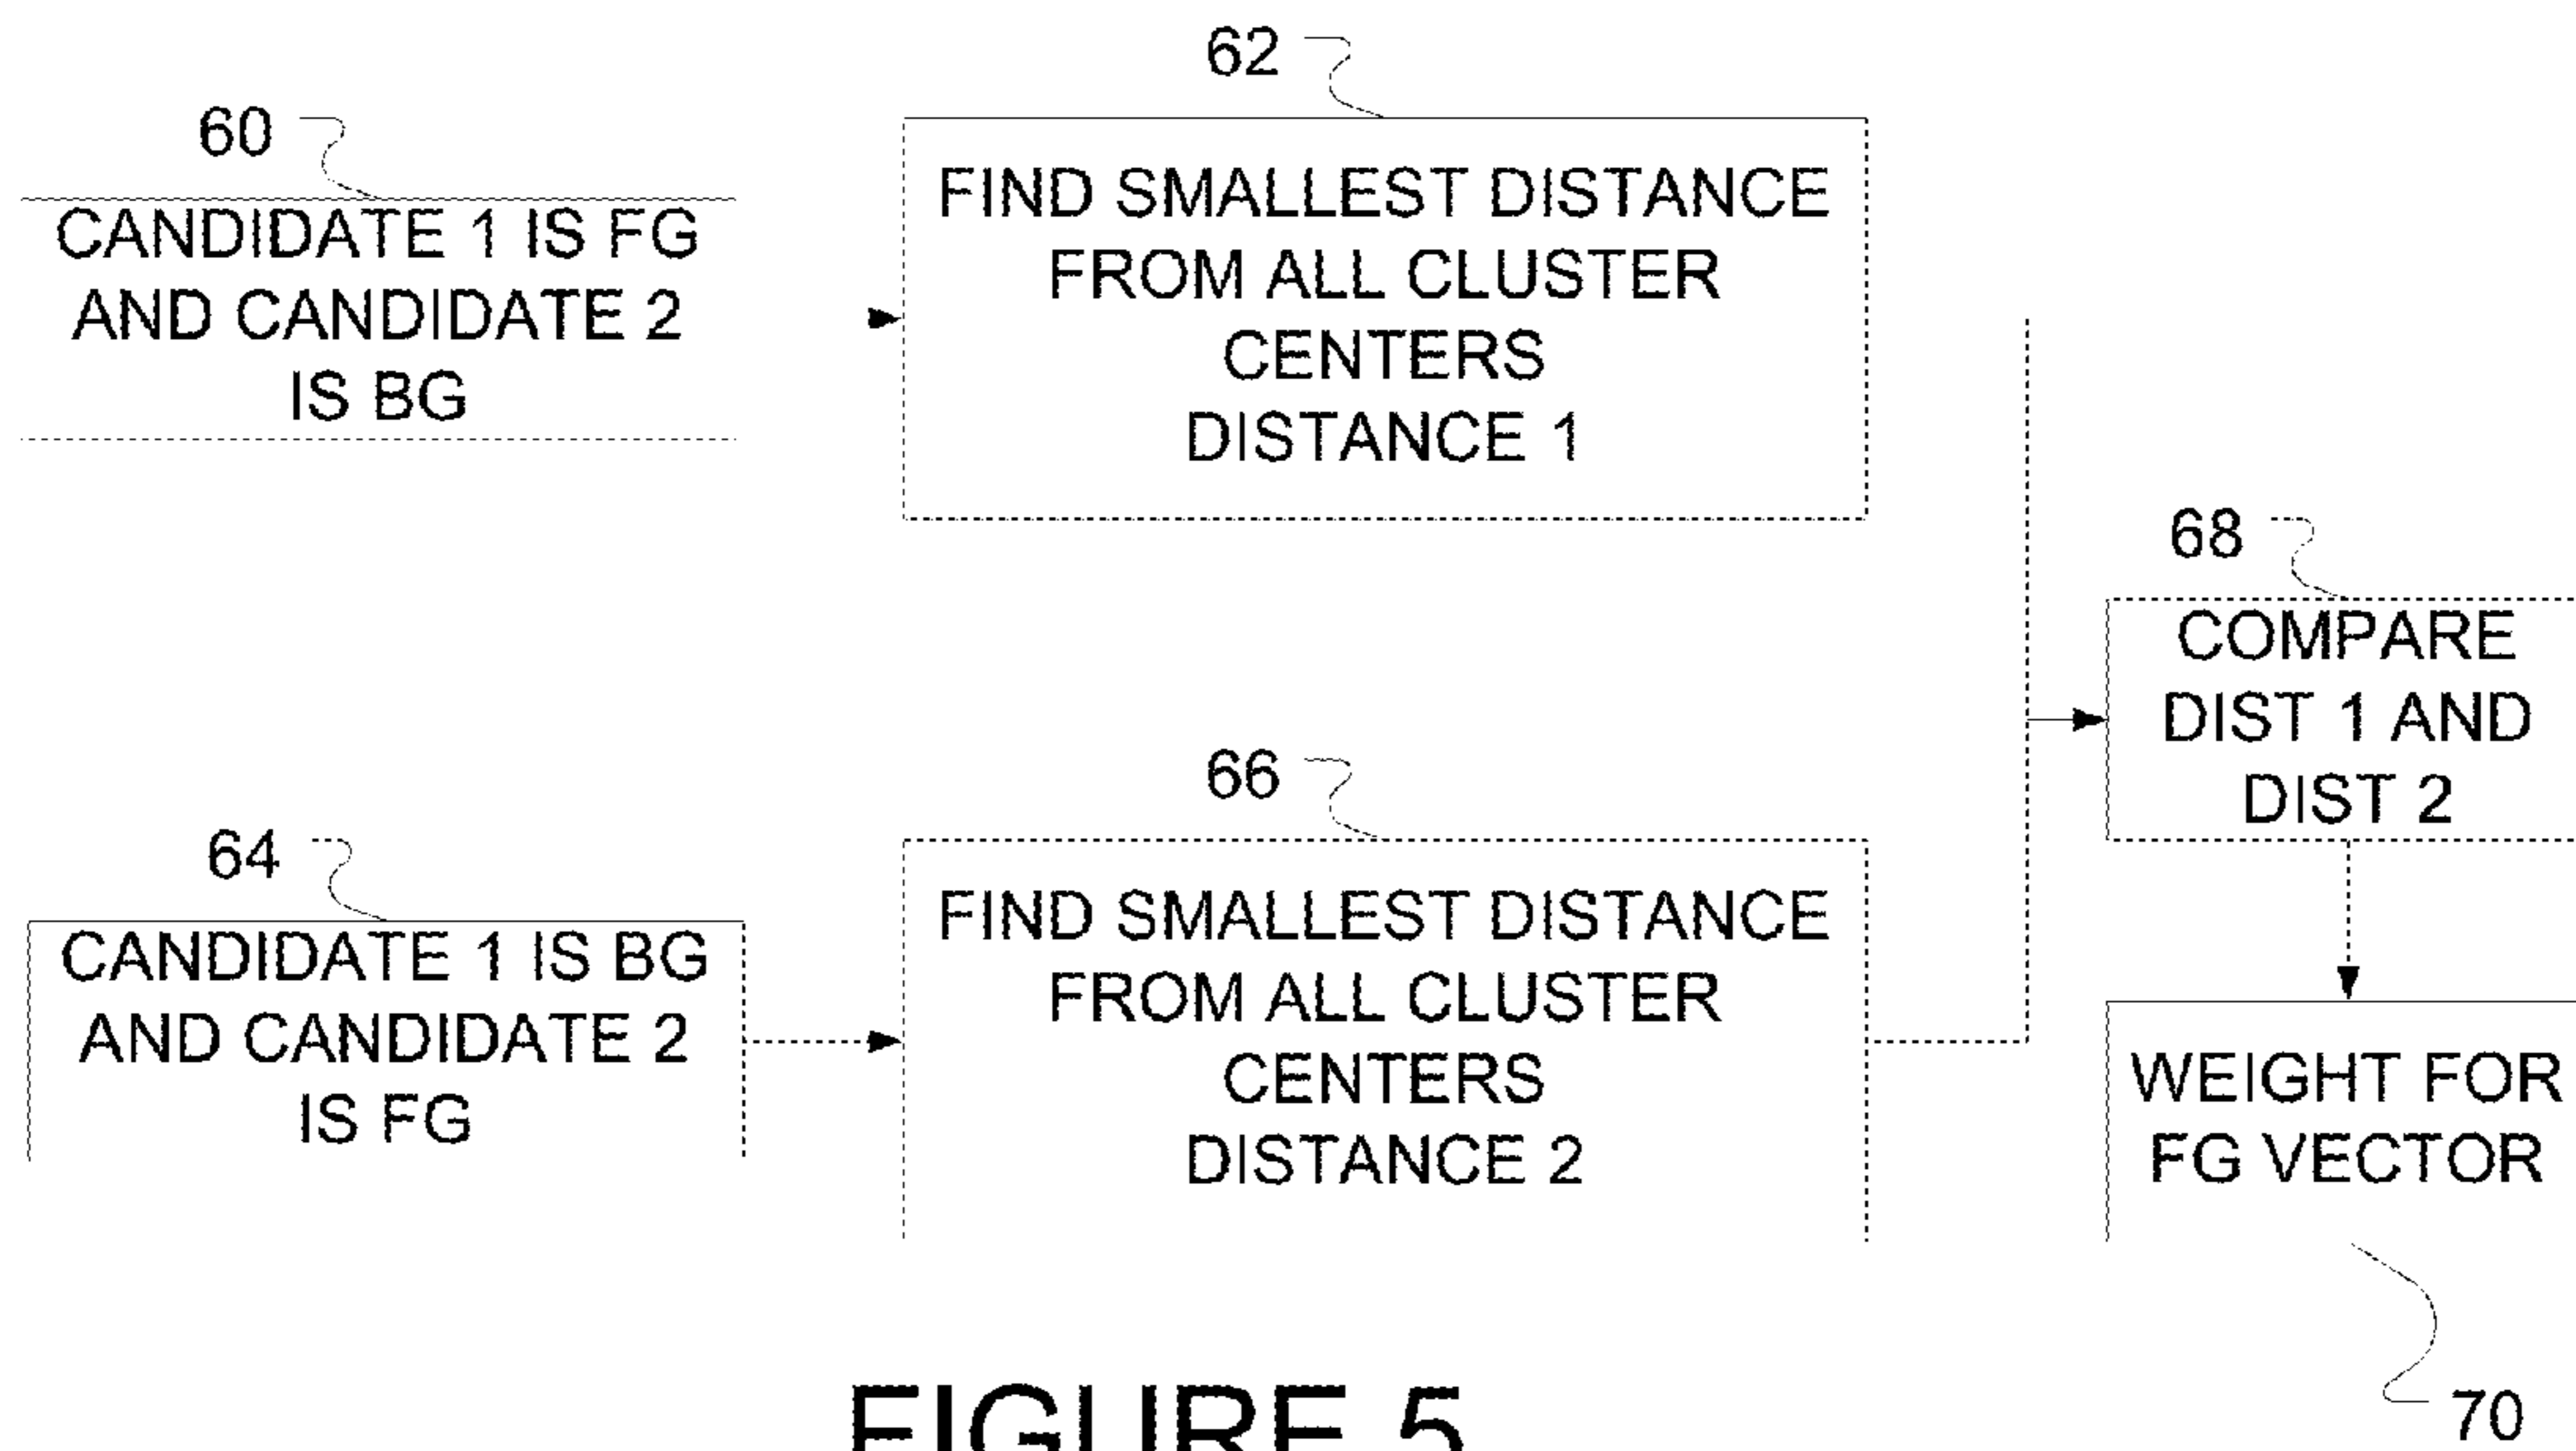 60
CANDIDATE 1 IS FG
AND CANDIDATE 2
IS BG
62
FIND SMALLEST DISTANCE
FROM ALL CLUSTER
CENTERS
DISTANCE 1
64
CANDIDATE 1 IS BG
AND CANDIDATE 2
IS FG
66
FIND SMALLEST DISTANCE
FROM ALL CLUSTER
CENTERS
DISTANCE 2
68
COMPARE
DIST 1 AND
DIST 2
WEIGHT FOR
FG VECTOR
70
FIGURE 5